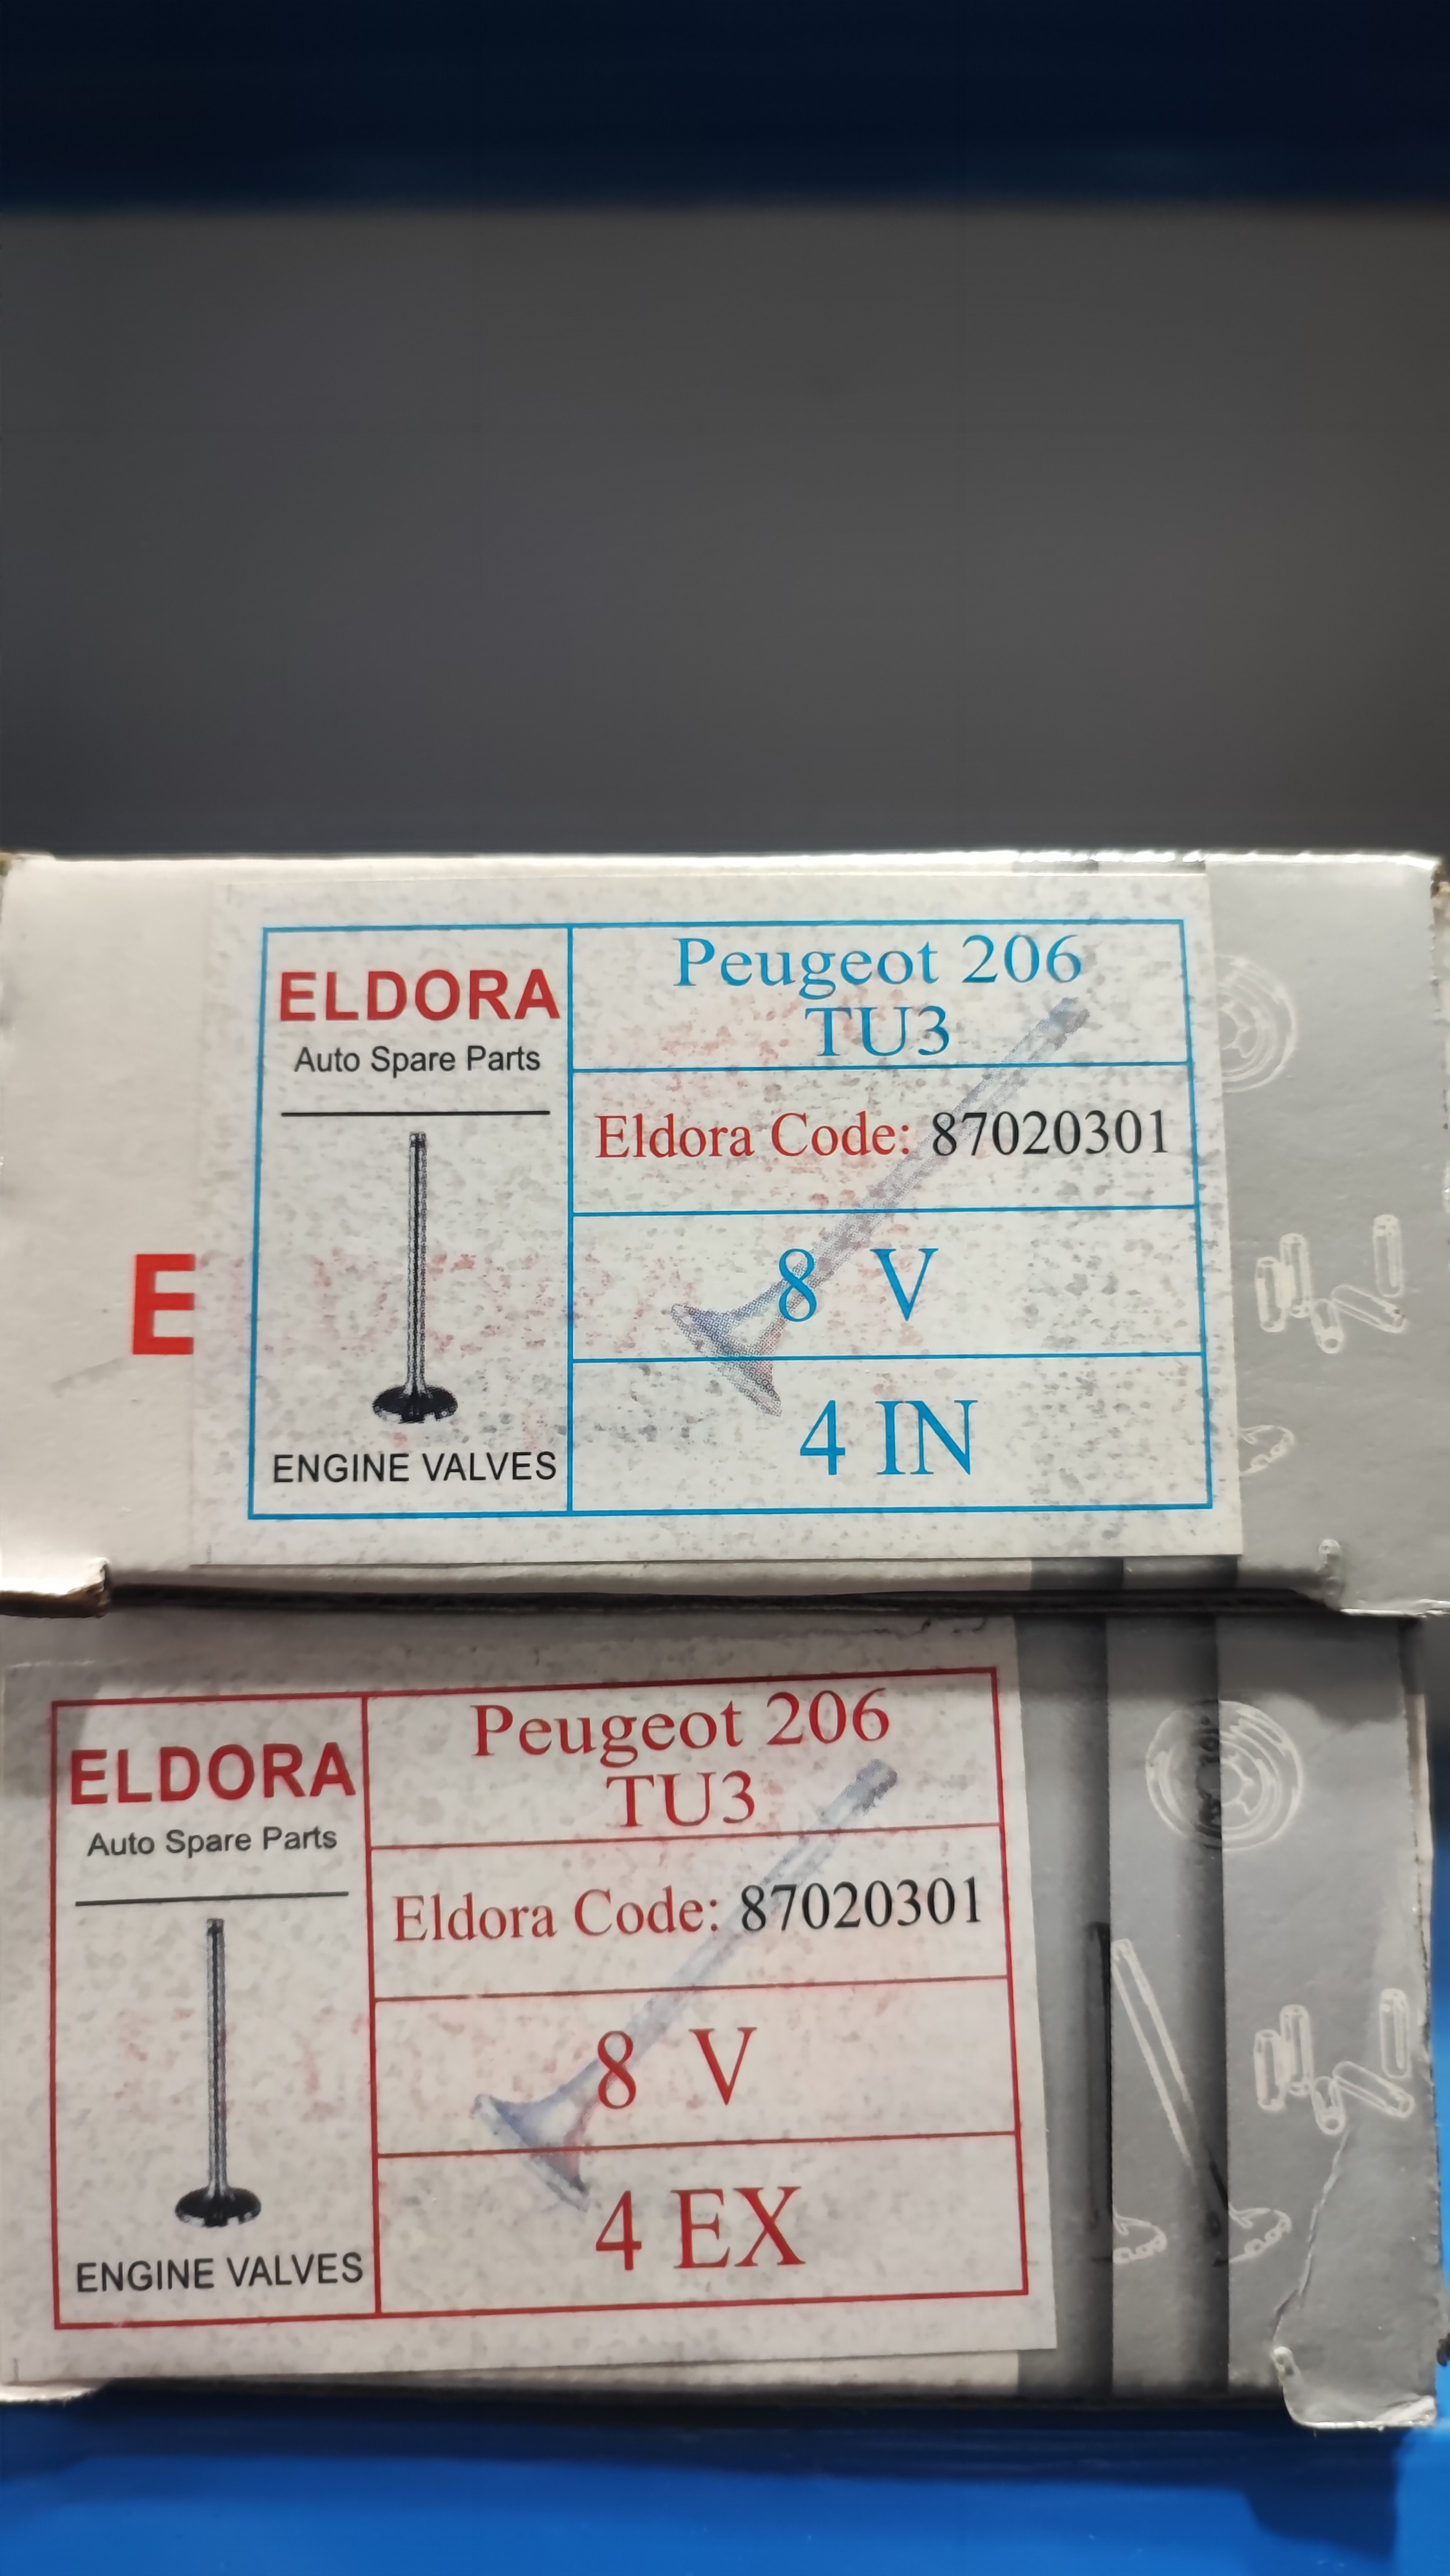 ELDORA
Auto Spare Parts
ENGINE VALVES
Peugeot 206
TU3
Eldora Code: 87020301
8 V
4 IN
E
ELDORA
Auto Spare Parts
ENGINE VALVES
Peugeot 206
TU3
Eldora Code: 87020301
8 V
4 EX